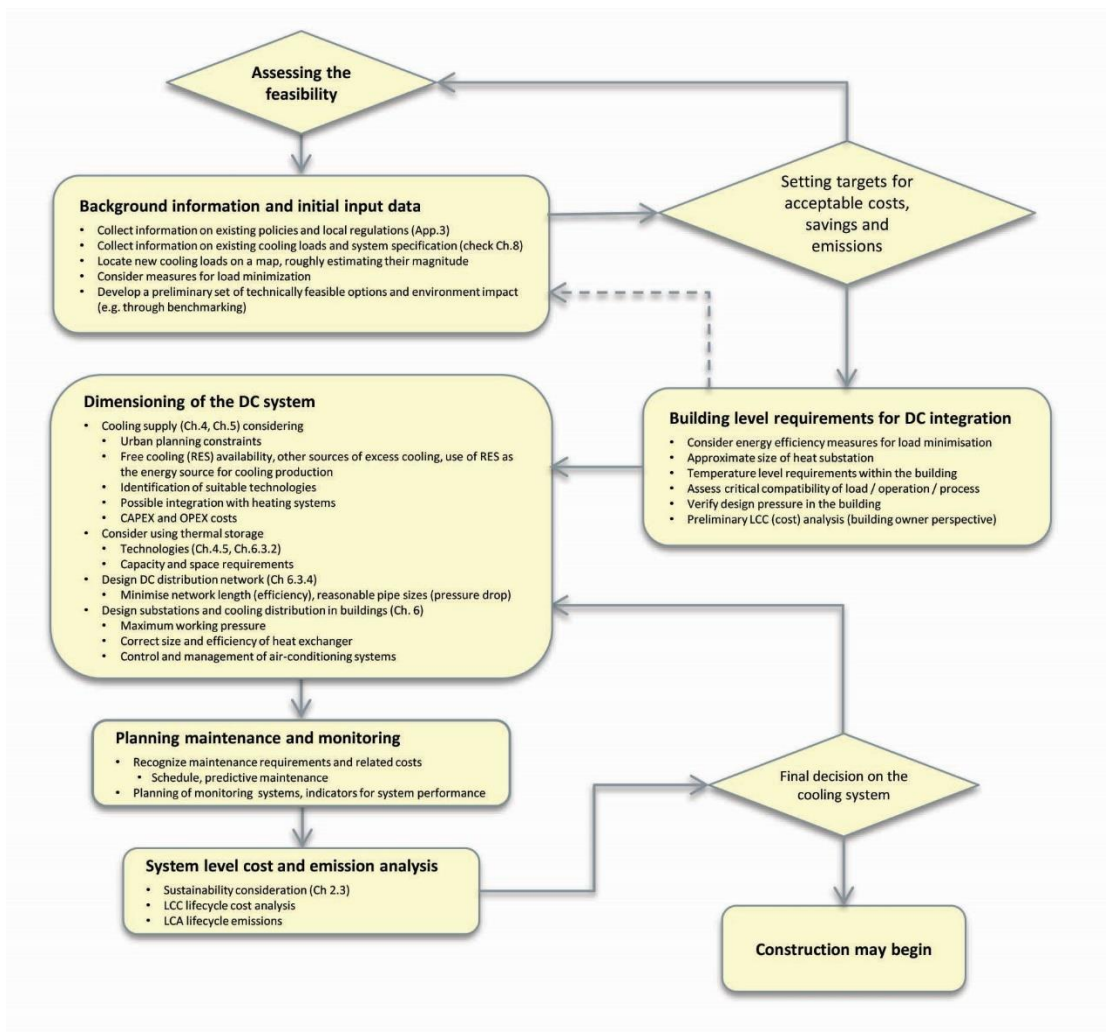 Assessing the
feasibility
Background information and initial input data
• Collect information on existing policies and local regulations (App.3)
• Collect information on existing cooling loads and system specification (check Ch.8)
• Locate new cooling loads on a map, roughly estimating their magnitude
• Consider measures for load minimization
• Develop a preliminary set of technically feasible options and environment impact
(e.g. through benchmarking)
Setting targets for
acceptable costs,
savings and
emissions
Building level requirements for DC integration
• Consider energy efficiency measures for load minimisation
• Approximate size of heat substation
• Temperature level requirements within the building
• Assess critical compatibility of load / operation / process
• Verify design pressure in the building
• Preliminary LCC (cost) analysis (building owner perspective)
Dimensioning of the DC system
• Cooling supply (Ch.4, Ch.5) considering
• Urban planning constraints
• Free cooling (RES) availability, other sources of excess cooling, use of RES as
the energy source for cooling production
• Identification of suitable technologies
• Possible integration with heating systems
• CAPEX and OPEX costs
• Consider using thermal storage
• Technologies (Ch.4.5, Ch.6.3.2)
• Capacity and space requirements
• Design DC distribution network (Ch 6.3.4)
• Minimise network length (efficiency), reasonable pipe sizes (pressure drop)
• Design substations and cooling distribution in buildings (Ch. 6)
• Maximum working pressure
• Correct size and efficiency of heat exchanger
• Control and management of air-conditioning systems
Planning maintenance and monitoring
• Recognize maintenance requirements and related costs
• Schedule, predictive maintenance
• Planning of monitoring systems, indicators for system performance
System level cost and emission analysis
• Sustainability consideration (Ch 2.3)
• LCC lifecycle cost analysis
• LCA lifecycle emissions
Final decision on the
cooling system
Construction may begin